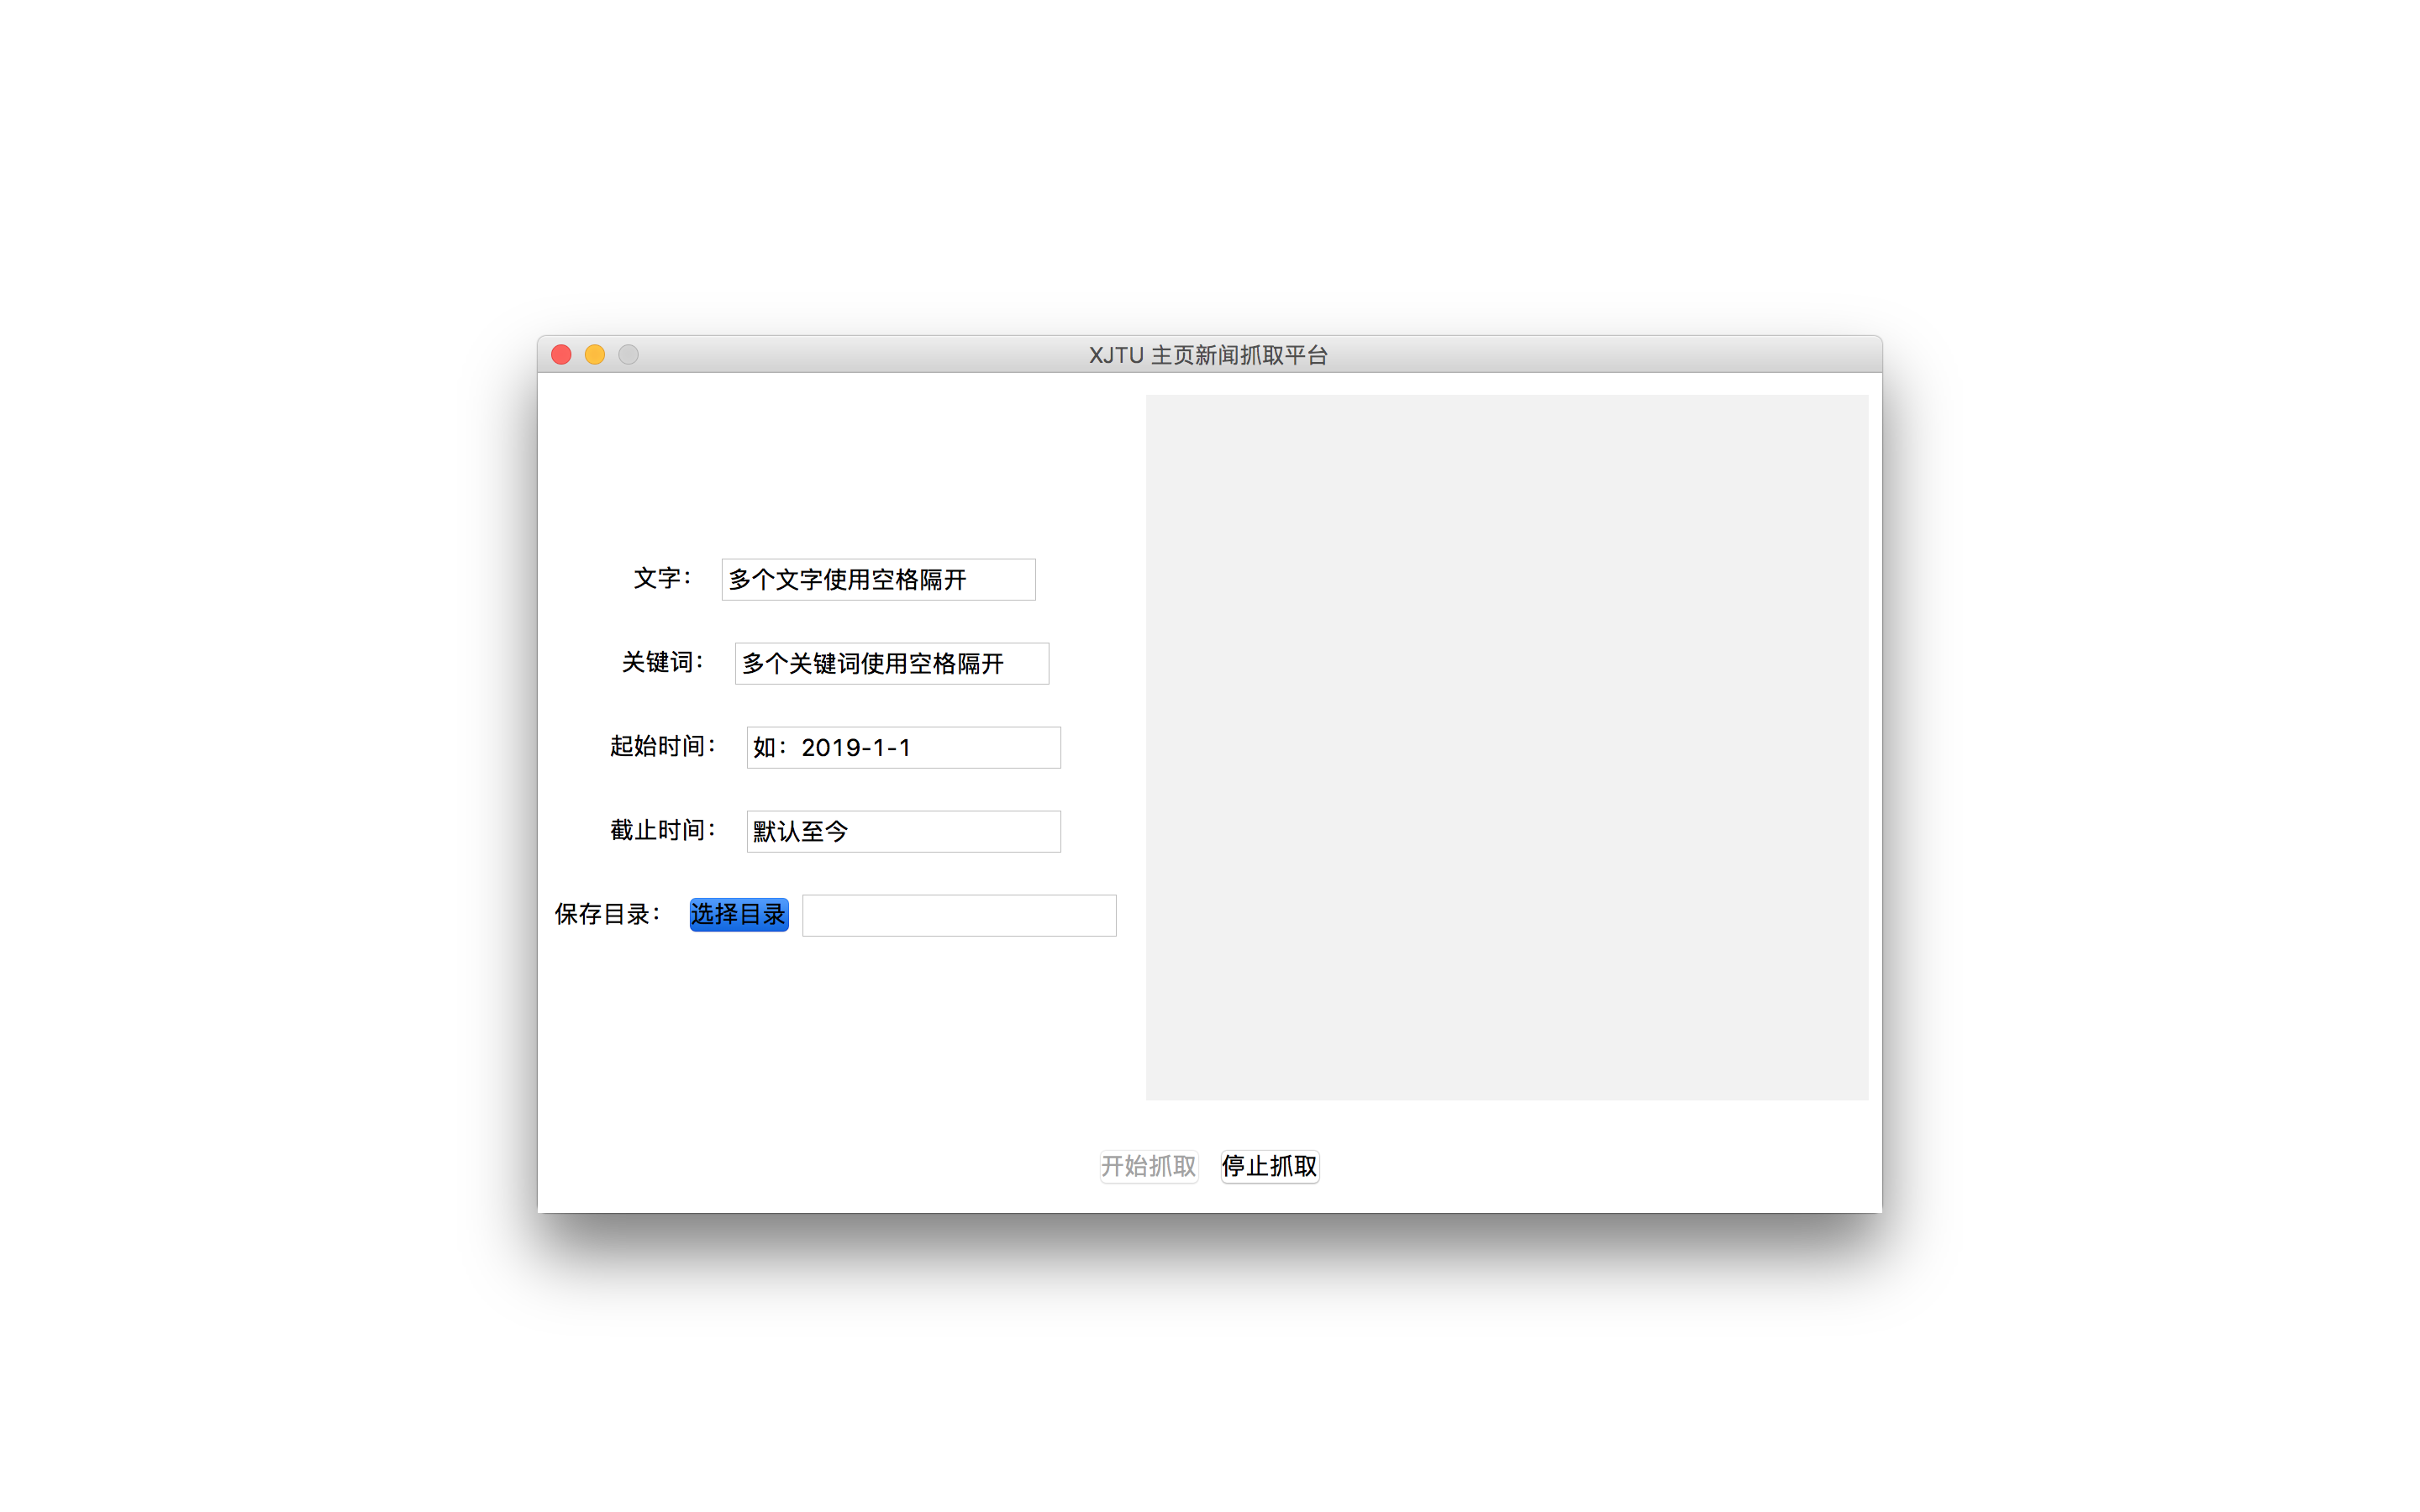 XJTU 主页新闻抓取平台
文字： 多个文字使用空格隔开
关键词： 多个关键词使用空格隔开
起始时间： 如：2019-1-1
截止时间： 默认至今
保存目录： 选择目录
开始抓取 停止抓取